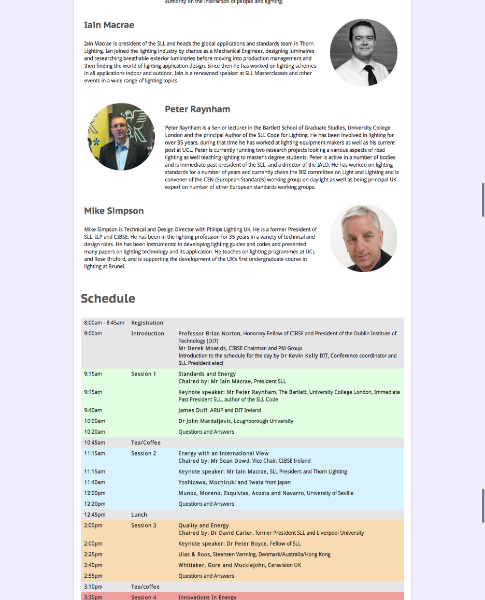 authority on the interaction of people and lighting.
Iain Macrae
Iain Macrae is president of the SLL and heads the global applications and standards team in Thorn
Lighting. Ian joined the lighting industry by chance as a Mechanical Engineer, designing luminaires
and researching breathable exterior luminaires before moving into production management and
then finding the world of lighting application design. Since then he has worked on lighting schemes
in all applications indoor and outdoor. Iain is a renowned speaker at SLL Masterclasses and other
events in a wide range of lighting topics
Peter Raynham
Peter Raynham is a Senior lecturer in the Bartlett School of Graduate Studies, University College
London and the principal Author of the SLL Code for Lighting. He has been involved in lighting for
over 35 years, during that time he has worked at lighting equipment makers as well as his current
post at UCL. Peter is currently running two research projects looking a various aspects of road
lighting as well teaching lighting to master's degree students. Peter is active in a number of bodies
and is immediate past president of the SLL, and a director of the IALD. He has worked on lighting
standards for a number of years and currently chairs the BSI committee on Light and Lighting and is
convener of the CEN (European Standards) working group on daylight as well as being principal UK
expert on number of other European standards working groups.
Mike Simpson
Mike Simpson is Technical and Design Director with Philips Lighting UK. He is a former President of
SLL, ILP and CIBSE. He has been in the lighting profession for 35 years in a variety of technical and
design roles. He has been instrumental in developing lighting guides and codes and presented
many papers on lighting technology and its application. He teaches on lighting programmes at UCL
and Rose Bruford, and is supporting the development of the UK's first undergraduate course in
lighting at Brunel.
Schedule
8:00am - 8:45am Registration
9:00am Introduction Professor Brian Norton, Honorary Fellow of CIBSE and President of the Dublin Institute of
Technology (DIT)
Mr Derek Mowlds, CIBSE Chairman and PM Group
Introduction to the schedule for the day by Dr Kevin Kelly DIT, Conference coordinator and
SLL President elect
9:15am Session 1 Standards and Energy
Chaired by: Mr Iain Macrae, President SLL
9:15am Keynote speaker: Mr Peter Raynham, The Bartlett, University College London, Immediate
Past President SLL, author of the SLL Code
9:40am James Duff, ARUP and DIT Ireland
10:00am Dr John Mardaljevic, Loughborough University
10:20am Questions and Answers
10:45am Tea/Coffee
11:15am Session 2 Energy with an International View
Chaired by: Mr Sean Dowd, Vice Chair, CIBSE Ireland
11:15am Keynote speaker: Mr Iain Macrae, SLL President and Thorn Lighting
11:40am Yoshizawa, Mochizuki and Iwata from Japan
12:00pm Munoz, Moreno, Esquivias, Acosta and Navarro, University of Seville
12:20pm Questions and Answers
12:45pm Lunch
2:00pm Session 3 Quality and Energy
Chaired by: Dr David Carter, former President SLL and Liverpool University
2:00pm Keynote speaker: Dr Peter Boyce, Fellow of SLL
2:25pm Ulas & Roos, Steensen Varming, Denmark/Australia/Hong Kong
2:40pm Whittaker, Gore and Mucklejohn, Ceravision UK
2:55pm Questions and Answers
3:10pm Tea/coffee
3:30pm Session 4 Innovations in Energy